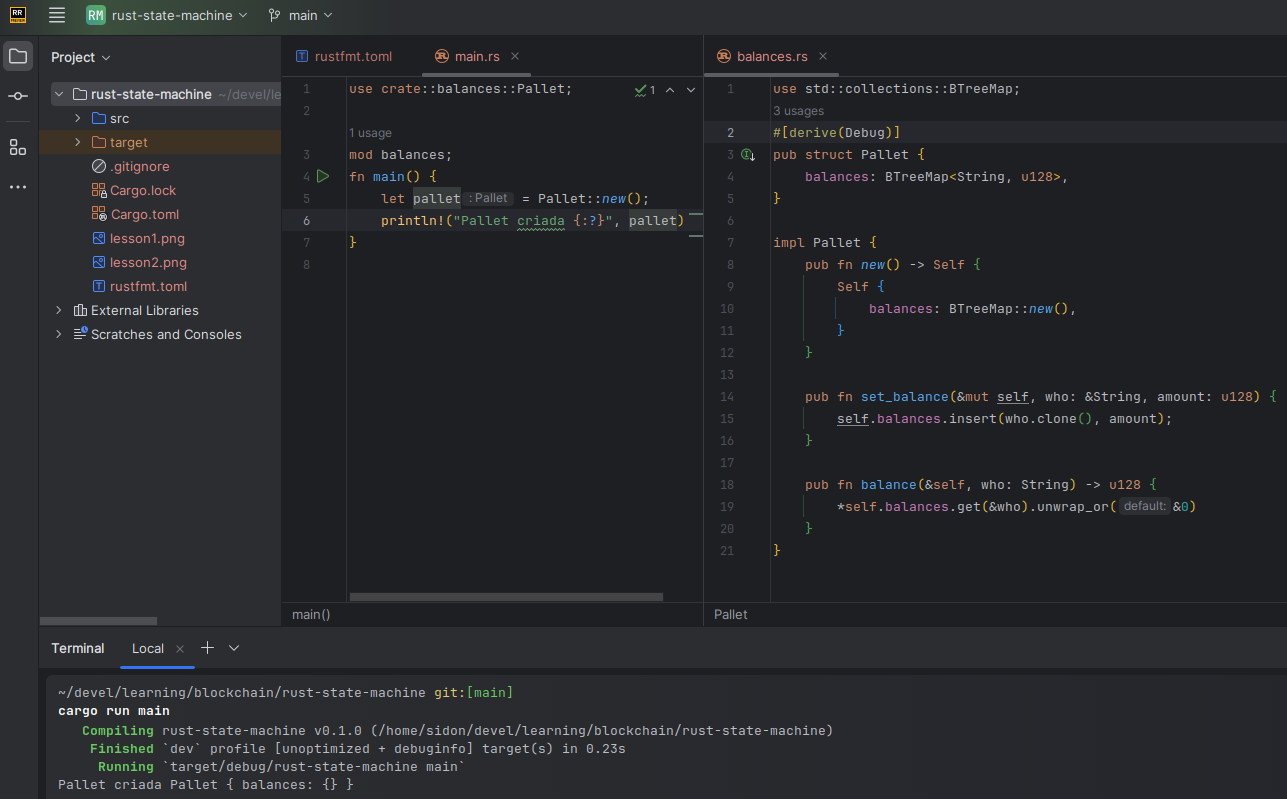 RR
RM rust-state-machine main
Project
rust-state-machine ~/devel/le
src
target
.gitignore
Cargo.lock
Cargo.toml
lesson1.png
lesson2.png
rustfmt.toml
External Libraries
Scratches and Consoles
rustfmt.toml main.rs
1 use crate::balances::Pallet; 1
2
1 usage
3 mod balances;
4 fn main() {
5 let pallet : Pallet = Pallet::new();
6 println!("Pallet criada {:?}", pallet)
7 }
8
main()
balances.rs
1 use std::collections::BTreeMap;
3 usages
2 #[derive(Debug)]
3 pub struct Pallet {
4 balances: BTreeMap<String, u128>,
5 }
6
7 impl Pallet {
8 pub fn new() -> Self {
9 Self {
10 balances: BTreeMap::new(),
11 }
12 }
13
14 pub fn set_balance(&mut self, who: &String, amount: u128) {
15 self.balances.insert(who.clone(), amount);
16 }
17
18 pub fn balance(&self, who: String) -> u128 {
19 *self.balances.get(&who).unwrap_or( default: &0)
20 }
21 }
Pallet
Terminal Local
~/devel/learning/blockchain/rust-state-machine git:[main]
cargo run main
Compiling rust-state-machine v0.1.0 (/home/sidon/devel/learning/blockchain/rust-state-machine)
Finished `dev` profile [unoptimized + debuginfo] target(s) in 0.23s
Running `target/debug/rust-state-machine main`
Pallet criada Pallet { balances: {} }